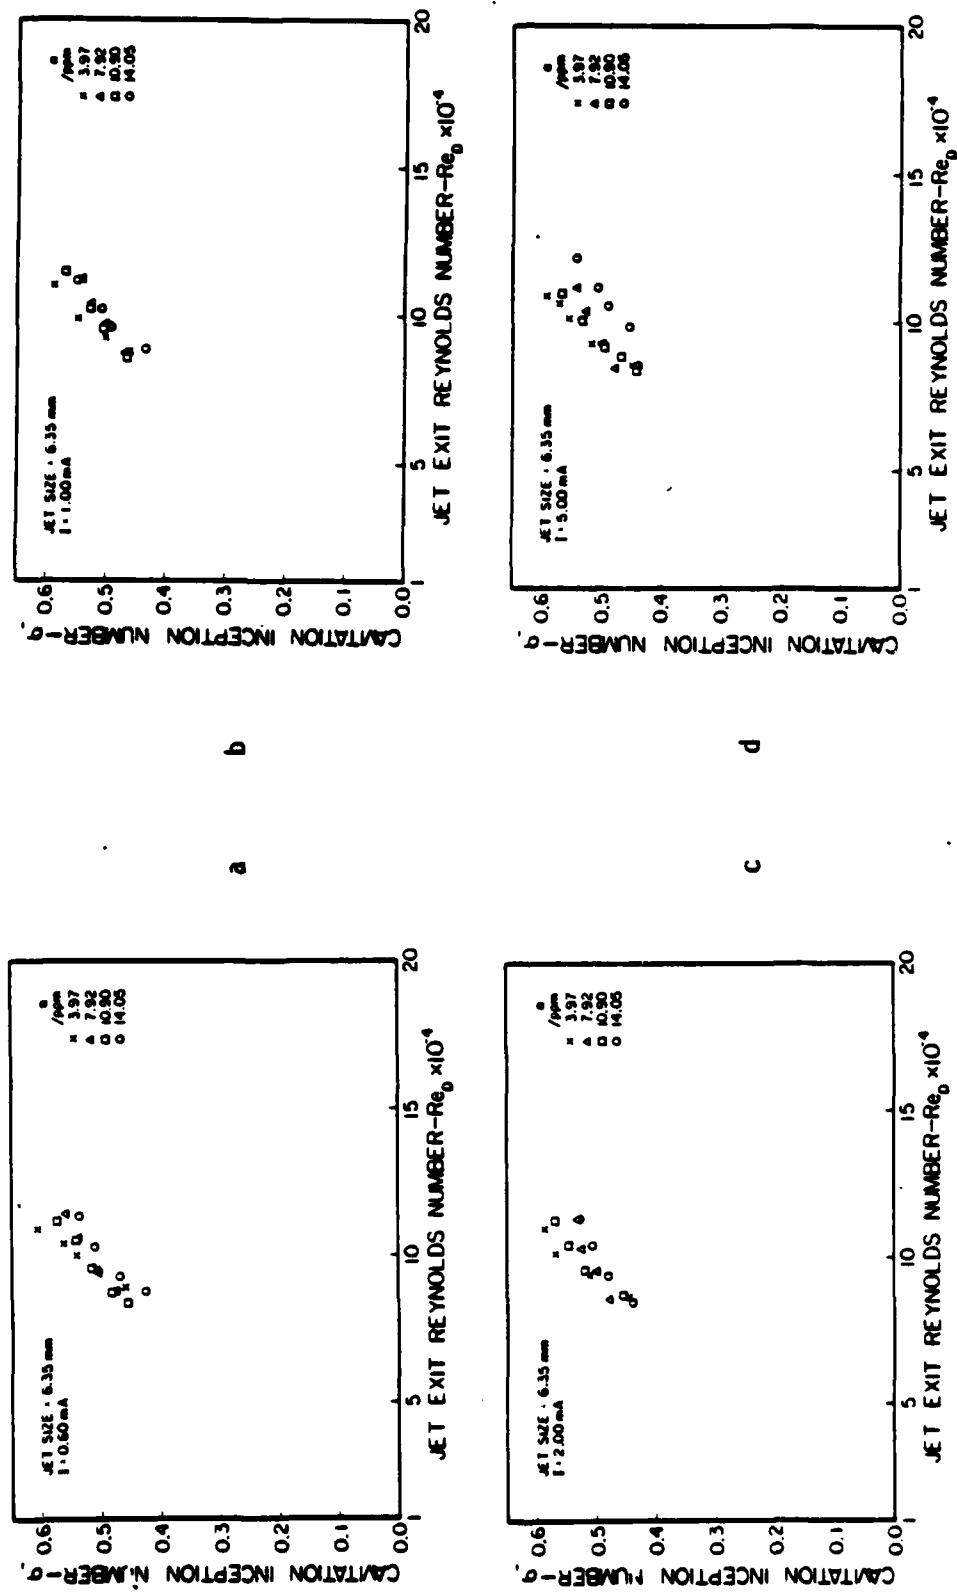 JET SIZE = 6.35 mm
I = 0.60 mA
a
/ppm
× 3.97
△ 7.92
□ 10.90
○ 14.05
CAVITATION INCEPTION NUMBER-σ
0.6
0.5
0.4
0.3
0.2
0.1
0.0
1 5 10 15 20
JET EXIT REYNOLDS NUMBER-Re_D ×10^-4
a
JET SIZE = 6.35 mm
I = 1.00 mA
a
/ppm
× 3.97
△ 7.92
□ 10.90
○ 14.05
CAVITATION INCEPTION NUMBER-σ
0.6
0.5
0.4
0.3
0.2
0.1
0.0
1 5 10 15 20
JET EXIT REYNOLDS NUMBER-Re_D ×10^-4
b
JET SIZE = 6.35 mm
I = 2.00 mA
a
/ppm
× 3.97
△ 7.92
□ 10.90
○ 14.05
CAVITATION INCEPTION NUMBER-σ
0.6
0.5
0.4
0.3
0.2
0.1
0.0
1 5 10 15 20
JET EXIT REYNOLDS NUMBER-Re_D ×10^-4
c
JET SIZE = 6.35 mm
I = 5.00 mA
a
/ppm
× 3.97
△ 7.92
□ 10.90
○ 14.05
CAVITATION INCEPTION NUMBER-σ
0.6
0.5
0.4
0.3
0.2
0.1
0.0
1 5 10 15 20
JET EXIT REYNOLDS NUMBER-Re_D ×10^-4
d